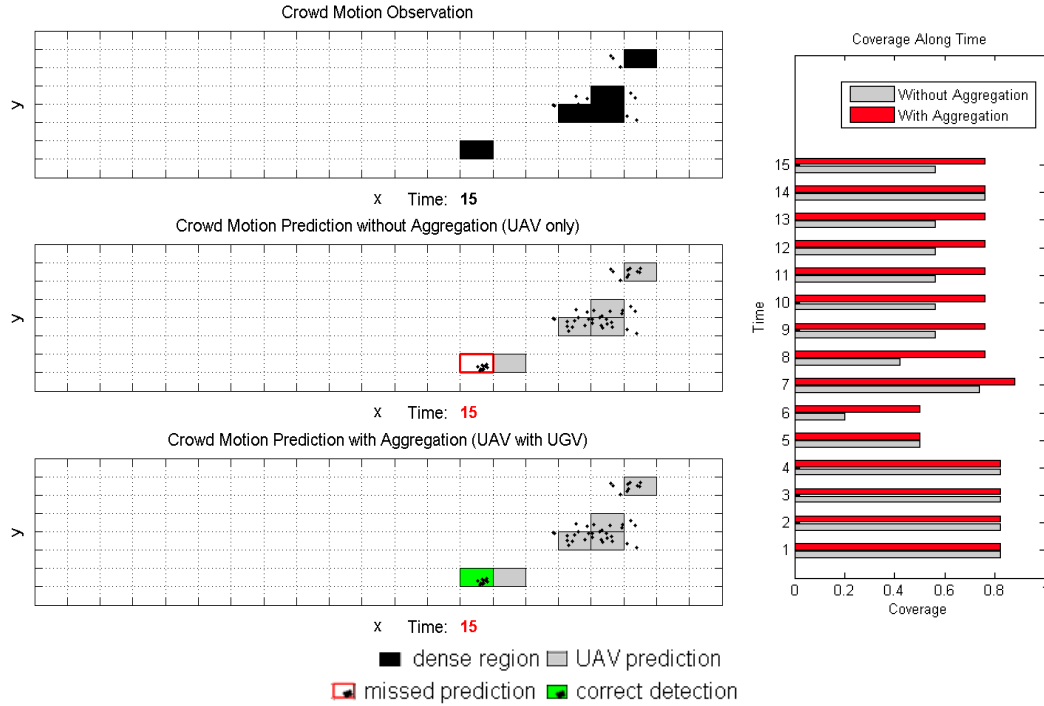 Crowd Motion Observation
y
x Time: 15
Crowd Motion Prediction without Aggregation (UAV only)
y
x Time: 15
Crowd Motion Prediction with Aggregation (UAV with UGV)
y
x Time: 15
dense region UAV prediction
missed prediction correct detection
Coverage Along Time
Without Aggregation
With Aggregation
15
14
13
12
11
10
9
8
7
6
5
4
3
2
1
Time
0 0.2 0.4 0.6 0.8
Coverage